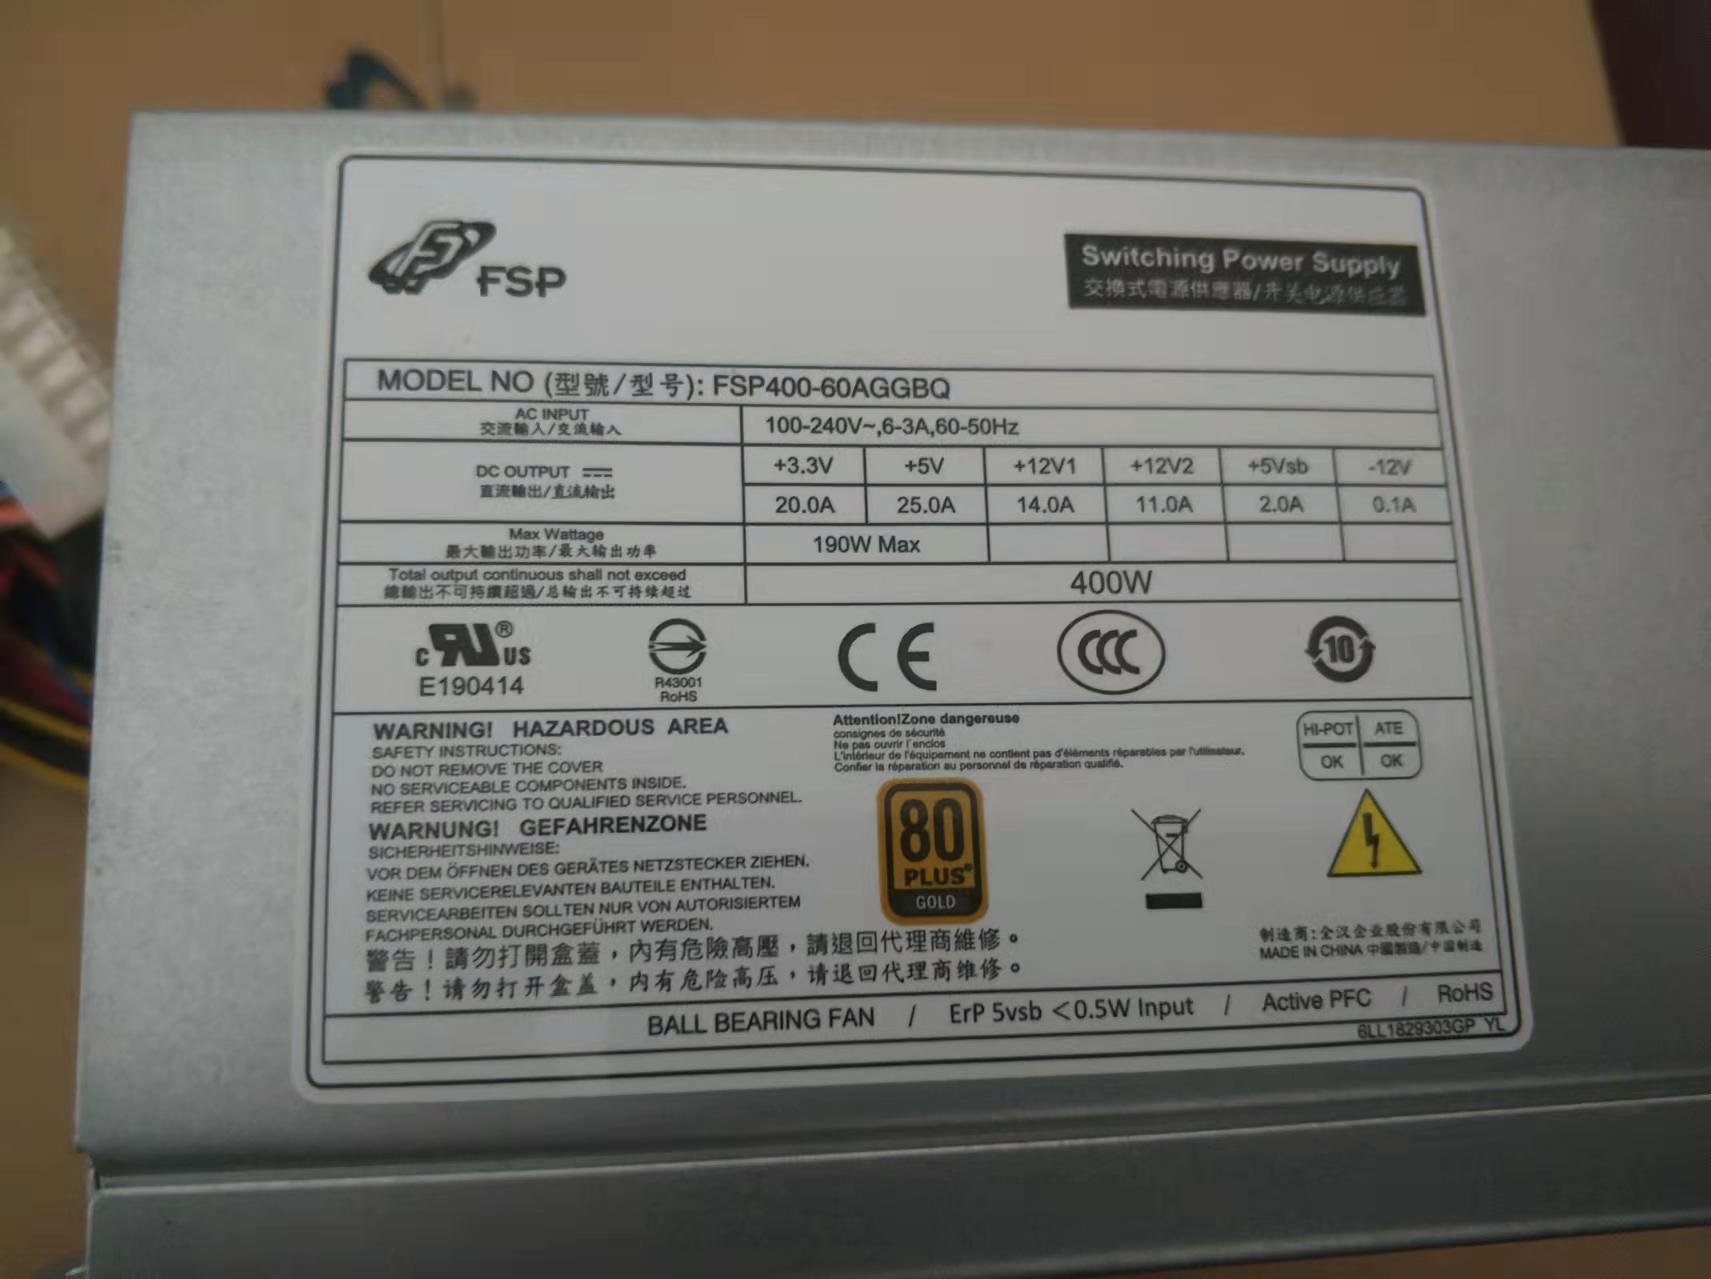 FSP
Switching Power Supply
交換式電源供應器/开关电源供应器
MODEL NO (型號/型号): FSP400-60AGGBQ
AC INPUT
交流輸入/交流输入
100-240V~,6-3A,60-50Hz
DC OUTPUT
直流輸出/直流输出
+3.3V +5V +12V1 +12V2 +5Vsb -12V
20.0A 25.0A 14.0A 11.0A 2.0A 0.1A
Max Wattage
最大輸出功率/最大输出功率
190W Max
Total output continuous shall not exceed
總輸出不可持續超過/总输出不可持续超过
400W
c RU ® US
E190414
R43001
RoHS
CE
CCC
10
WARNING! HAZARDOUS AREA
SAFETY INSTRUCTIONS:
DO NOT REMOVE THE COVER
NO SERVICEABLE COMPONENTS INSIDE.
REFER SERVICING TO QUALIFIED SERVICE PERSONNEL.
WARNUNG! GEFAHRENZONE
SICHERHEITSHINWEISE:
VOR DEM ÖFFNEN DES GERÄTES NETZSTECKER ZIEHEN.
KEINE SERVICERELEVANTEN BAUTEILE ENTHALTEN.
SERVICEARBEITEN SOLLTEN NUR VON AUTORISIERTEM
FACHPERSONAL DURCHGEFÜHRT WERDEN.
Attention!Zone dangereuse
consignes de sécurité
Ne pas ouvrir l'enclos
L'intérieur de l'équipement ne contient pas d'éléments réparables par l'utilisateur.
Confier la réparation au personnel de réparation qualifié.
HI-POT ATE
OK OK
80
PLUS®
GOLD
警告！請勿打開盒蓋，內有危險高壓，請退回代理商維修。
警告！请勿打开盒盖，内有危险高压，请退回代理商维修。
制造商:全汉企业股份有限公司
MADE IN CHINA 中國製造/中国制造
BALL BEARING FAN / ErP 5vsb <0.5W Input / Active PFC / RoHS
6LL1829303GP YL